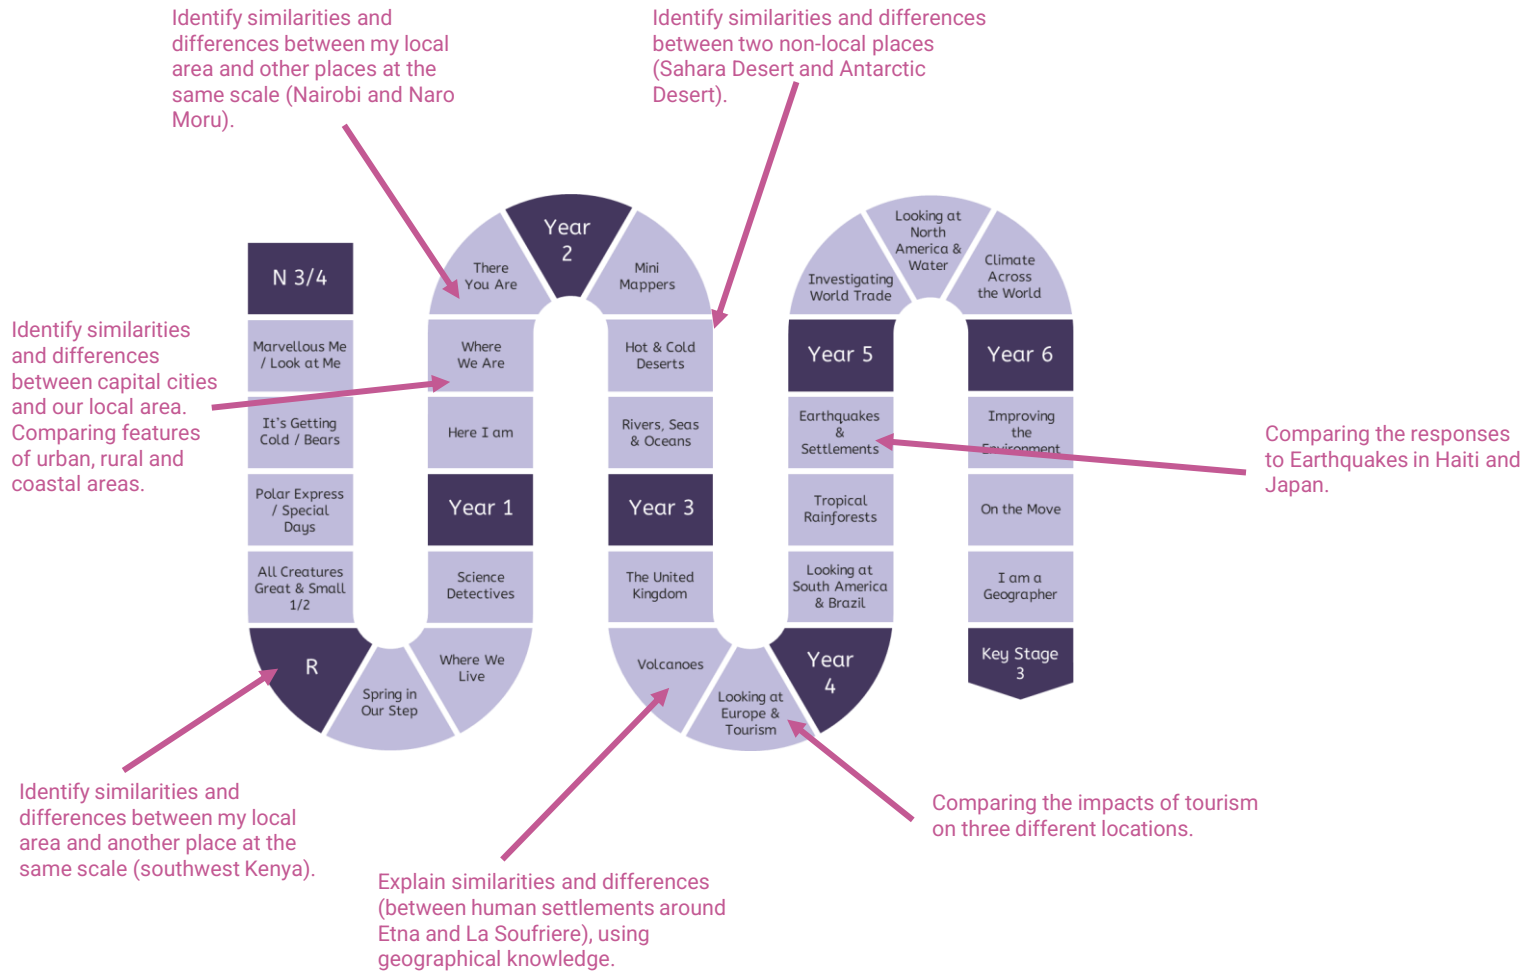 Identify similarities and
differences between my local
area and other places at the
same scale (Nairobi and Naro
Moru).
Identify similarities and differences
between two non-local places
(Sahara Desert and Antarctic
Desert).
Identify similarities
and differences
between capital cities
and our local area.
Comparing features
of urban, rural and
coastal areas.
N 3/4
Marvellous Me
/ Look at Me
It's Getting
Cold / Bears
Polar Express
/ Special
Days
All Creatures
Great & Small
1/2
R
Spring in
Our Step
Where We
Live
Science
Detectives
Year 1
Here I am
Where
We Are
There
You Are
Year
2
Mini
Mappers
Hot & Cold
Deserts
Rivers, Seas
& Oceans
Year 3
The United
Kingdom
Volcanoes
Looking at
Europe &
Tourism
Year
4
Looking at
South America
& Brazil
Tropical
Rainforests
Earthquakes
&
Settlements
Year 5
Investigating
World Trade
Looking at
North
America &
Water
Climate
Across
the World
Year 6
Improving
the
Environment
On the Move
I am a
Geographer
Key Stage
3
Comparing the responses
to Earthquakes in Haiti and
Japan.
Identify similarities and
differences between my local
area and another place at the
same scale (southwest Kenya).
Explain similarities and differences
(between human settlements around
Etna and La Soufriere), using
geographical knowledge.
Comparing the impacts of tourism
on three different locations.